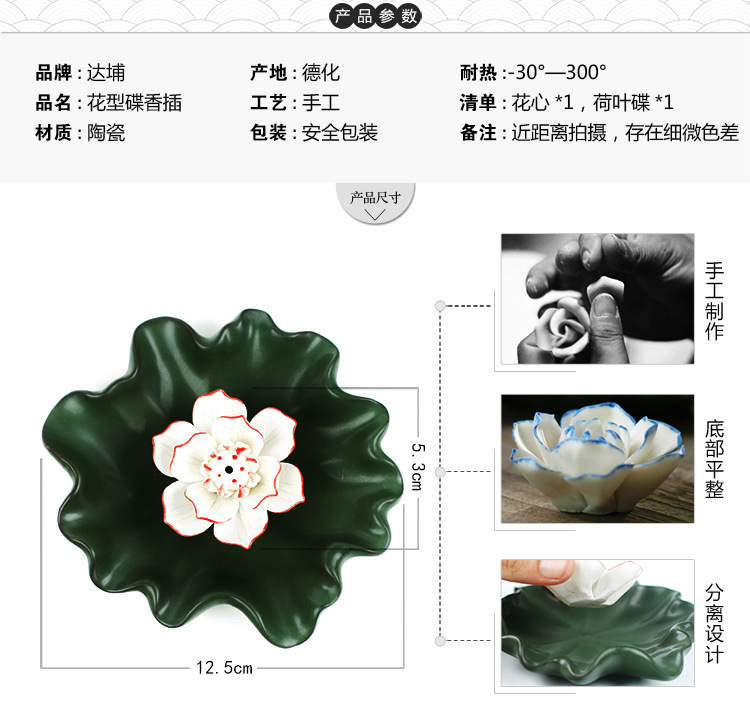 产品参数
品牌 : 达埔
产地 : 德化
耐热 : -30°—300°
品名 : 花型碟香插
工艺 : 手工
清单 : 花心 *1，荷叶碟 *1
材质 : 陶瓷
包装 : 安全包装
备注 : 近距离拍摄，存在细微色差
产品尺寸
手工制作
5.3cm
底部平整
分离设计
12.5cm